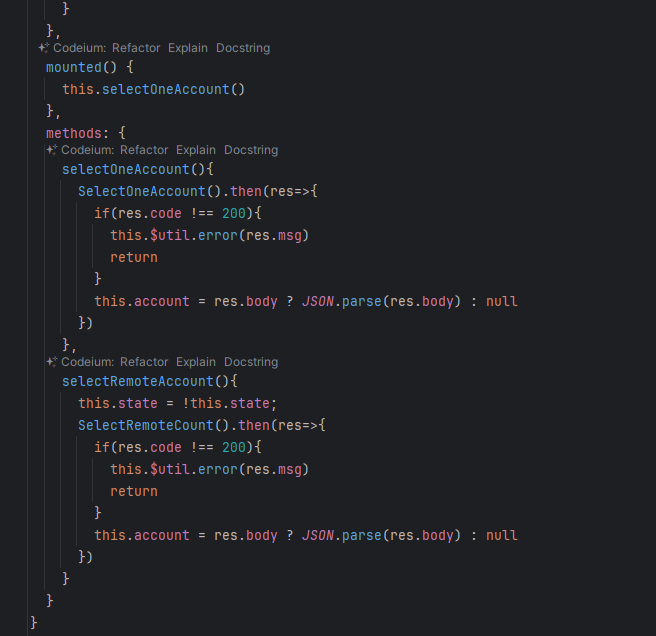 }
},
Codeium: Refactor Explain Docstring
mounted() {
this.selectOneAccount()
},
methods: {
Codeium: Refactor Explain Docstring
selectOneAccount(){
SelectOneAccount().then(res=>{
if(res.code !== 200){
this.$util.error(res.msg)
return
}
this.account = res.body ? JSON.parse(res.body) : null
})
},
Codeium: Refactor Explain Docstring
selectRemoteAccount(){
this.state = !this.state;
SelectRemoteCount().then(res=>{
if(res.code !== 200){
this.$util.error(res.msg)
return
}
this.account = res.body ? JSON.parse(res.body) : null
})
}
}
}